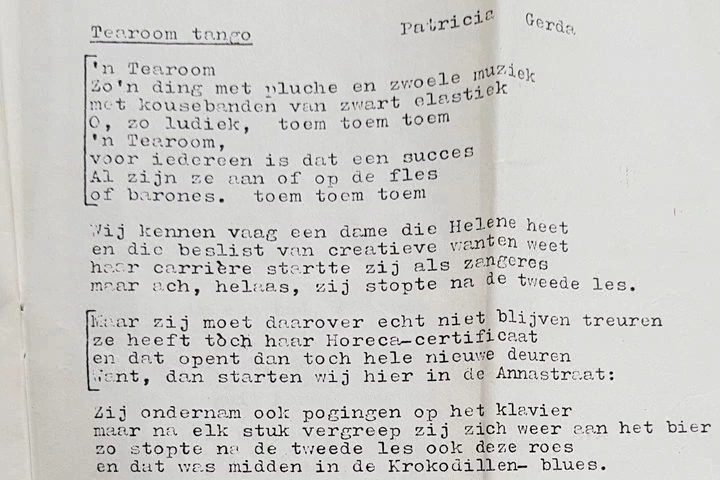 Tearoom tango Patricia Gerda
'n Tearoom
Zo'n ding met pluche en zwoele muziek
met kousebanden van zwart elastiek
O, zo ludiek, toem toem toem
'n Tearoom,
voor iedereen is dat een succes
Al zijn ze aan of op de fles
of barones. toem toem toem
Wij kennen vaag een dame die Helene heet
en die beslist van creatieve wanten weet
haar carrière startte zij als zangeres
maar ach, helaas, zij stopte na de tweede les.
Maar zij moet daarover echt niet blijven treuren
ze heeft tòch haar Horeca-certificaat
en dat opent dan toch hele nieuwe deuren
Want, dan starten wij hier in de Annastraat:
Zij ondernam ook pogingen op het klavier
maar na elk stuk vergreep zij zich weer aan het bier
zo stopte na de tweede les ook deze roes
en dat was midden in de Krokodillen- blues.